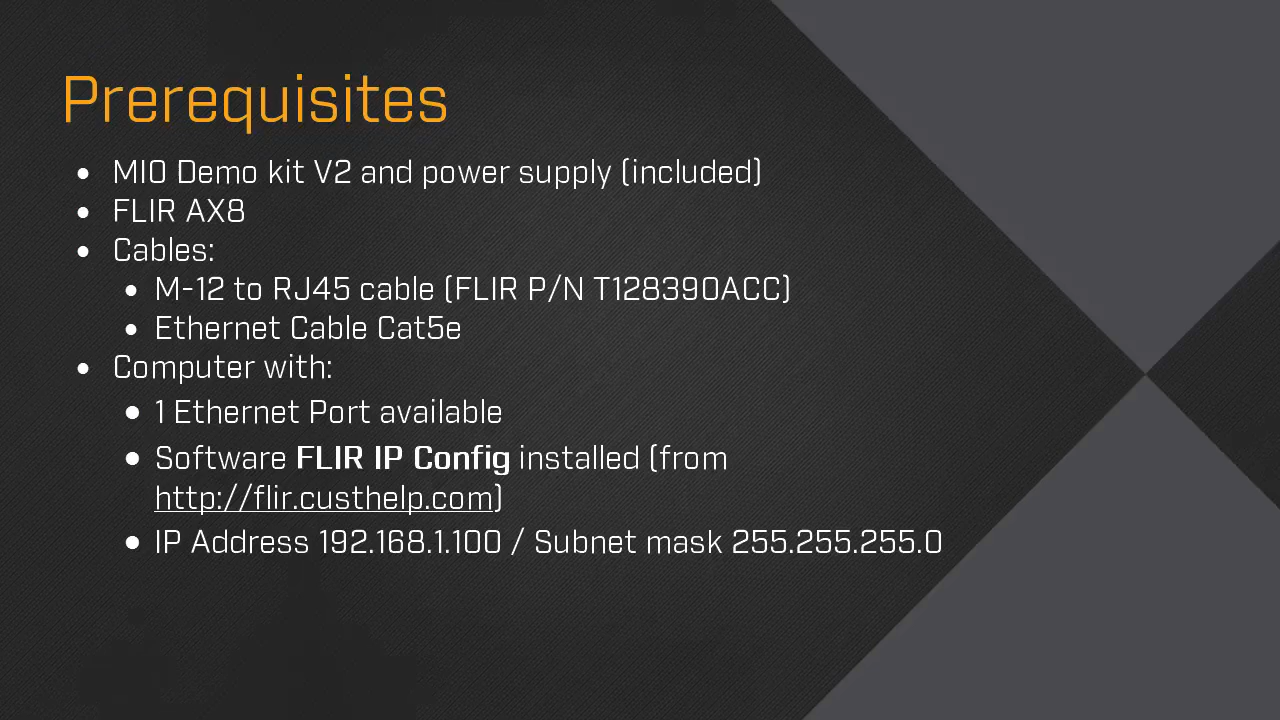 Prerequisites
• MIO Demo kit V2 and power supply (included)
• FLIR AX8
• Cables:
• M-12 to RJ45 cable (FLIR P/N T128390ACC)
• Ethernet Cable Cat5e
• Computer with:
• 1 Ethernet Port available
• Software FLIR IP Config installed (from
http://flir.custhelp.com)
• IP Address 192.168.1.100 / Subnet mask 255.255.255.0